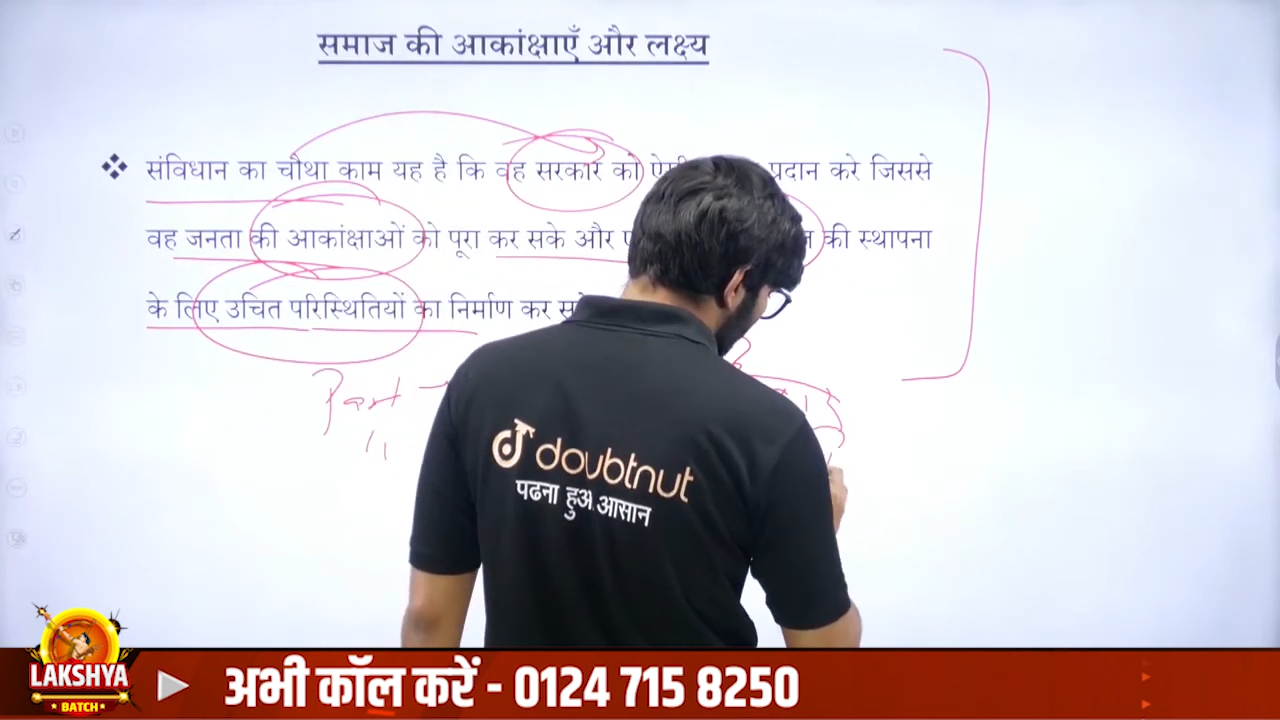 समाज की आकांक्षाएँ और लक्ष्य
❖ संविधान का चौथा काम यह है कि वह सरकार को प्रदान करे जिससे
वह जनता की आकांक्षाओं को पूरा कर सके और की स्थापना
के लिए उचित परिस्थितियों का निर्माण कर
Part
doubtnut
पढना हुआ आसान
LAKSHYA
BATCH
अभी कॉल करें - 0124 715 8250